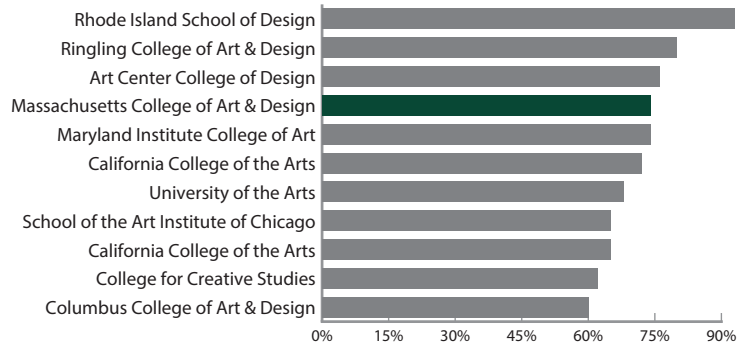 Rhode Island School of Design
Ringling College of Art & Design
Art Center College of Design
Massachusetts College of Art & Design
Maryland Institute College of Art
California College of the Arts
University of the Arts
School of the Art Institute of Chicago
California College of the Arts
College for Creative Studies
Columbus College of Art & Design
0% 15% 30% 45% 60% 75% 90%